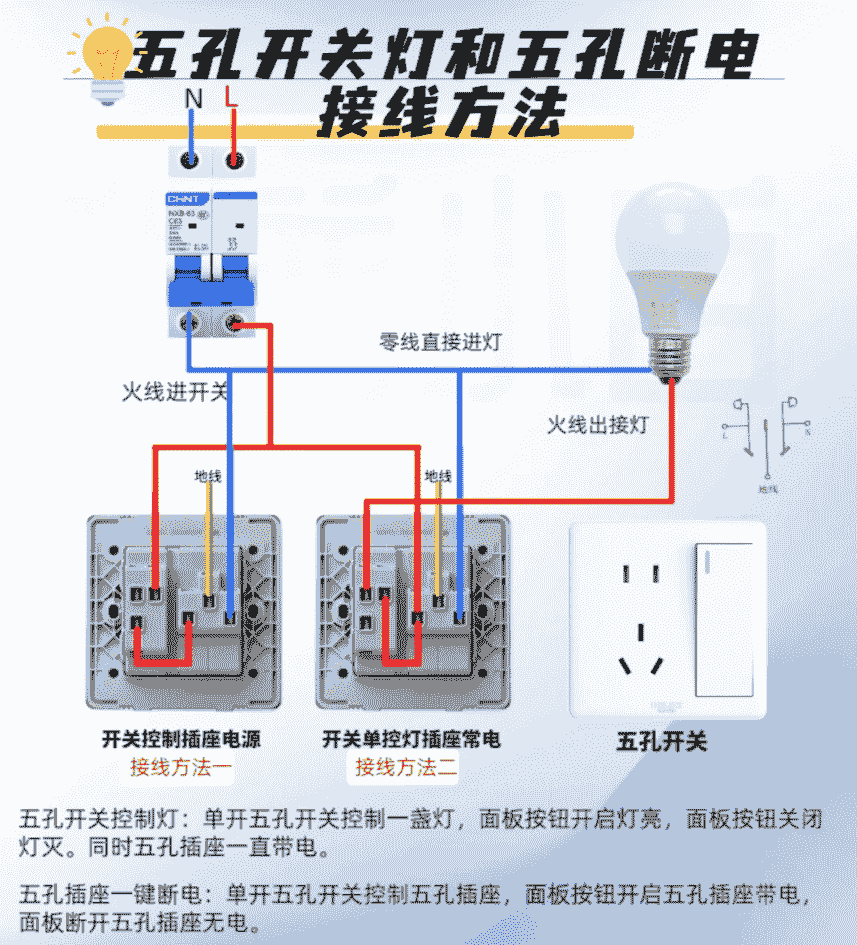 五孔开关灯和五孔断电
接线方法
N L
CHNT
NXB-63
C63
零线直接进灯
火线进开关
火线出接灯
地线 地线
L
地线
开关控制插座电源
接线方法一
开关单控灯插座常电
接线方法二
五孔开关
五孔开关控制灯：单开五孔开关控制一盏灯，面板按钮开启灯亮，面板按钮关闭
灯灭。同时五孔插座一直带电。
五孔插座一键断电：单开五孔开关控制五孔插座，面板按钮开启五孔插座带电，
面板断开五孔插座无电。